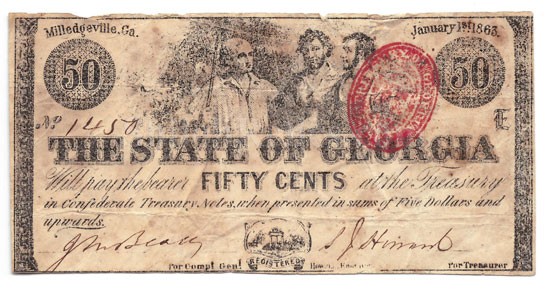 Milledgeville, Ga. January 1st 1863.
50 50
No 1450 E
THE STATE OF GEORGIA
Will pay the bearer FIFTY CENTS at the Treasury
in Confederate Treasury Notes, when presented in sums of Five Dollars and
upwards.
REGISTERED
for Compl. Genl. for Treasurer